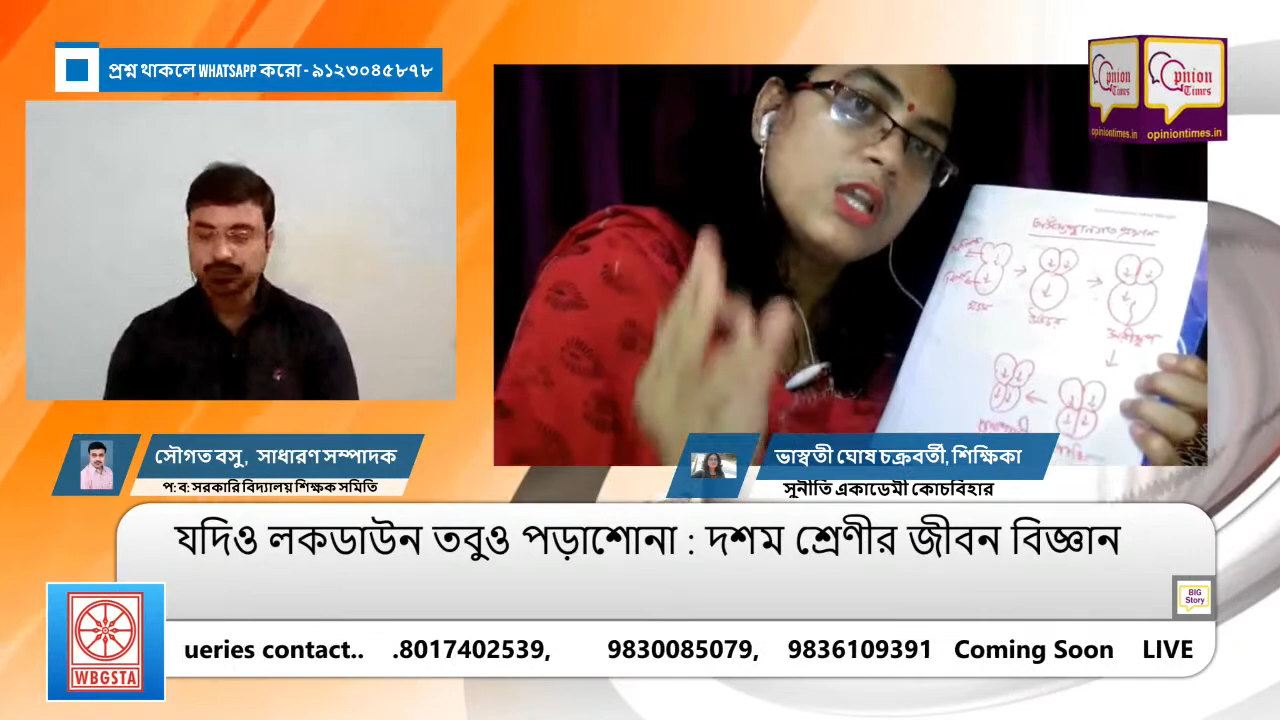 প্রশ্ন থাকলে WHATSAPP করো - ৯১২৩০৪৫৮৭৮
pinion
Times
pinion
Times
opiniontimes.in
opiniontimes.in
সৌগত বসু, সাধারণ সম্পাদক
প: ব: সরকারি বিদ্যালয় শিক্ষক সমিতি
ভাস্বতী ঘোষ চক্রবর্তী, শিক্ষিকা
সুনীতি একাডেমী কোচবিহার
যদিও লকডাউন তবুও পড়াশোনা : দশম শ্রেণীর জীবন বিজ্ঞান
BIG
Story
WBGSTA
ueries contact.. .8017402539, 9830085079, 9836109391 Coming Soon LIVE